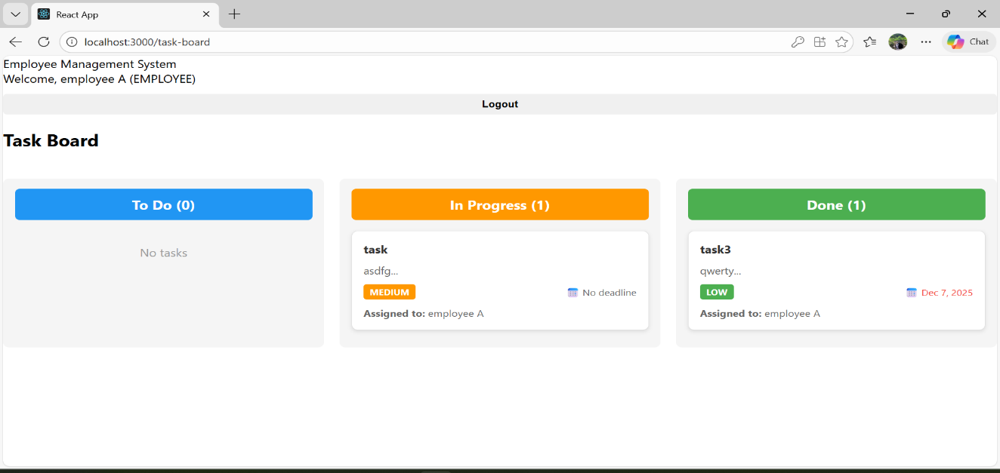 React App
localhost:3000/task-board
Chat
Employee Management System
Welcome, employee A (EMPLOYEE)
Logout
Task Board
To Do (0)
No tasks
In Progress (1)
task
asdfg...
MEDIUM
No deadline
Assigned to: employee A
Done (1)
task3
qwerty...
LOW
Dec 7, 2025
Assigned to: employee A